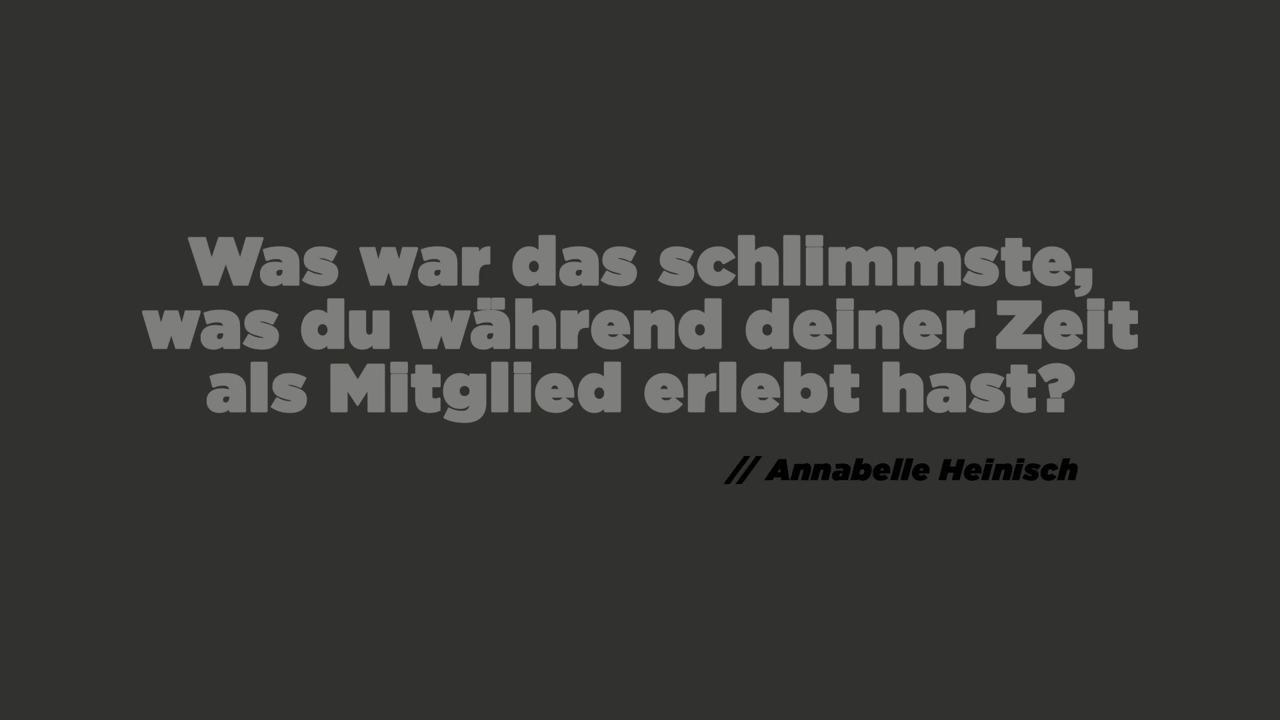 Was war das schlimmste,
was du während deiner Zeit
als Mitglied erlebt hast?
// Annabelle Heinisch